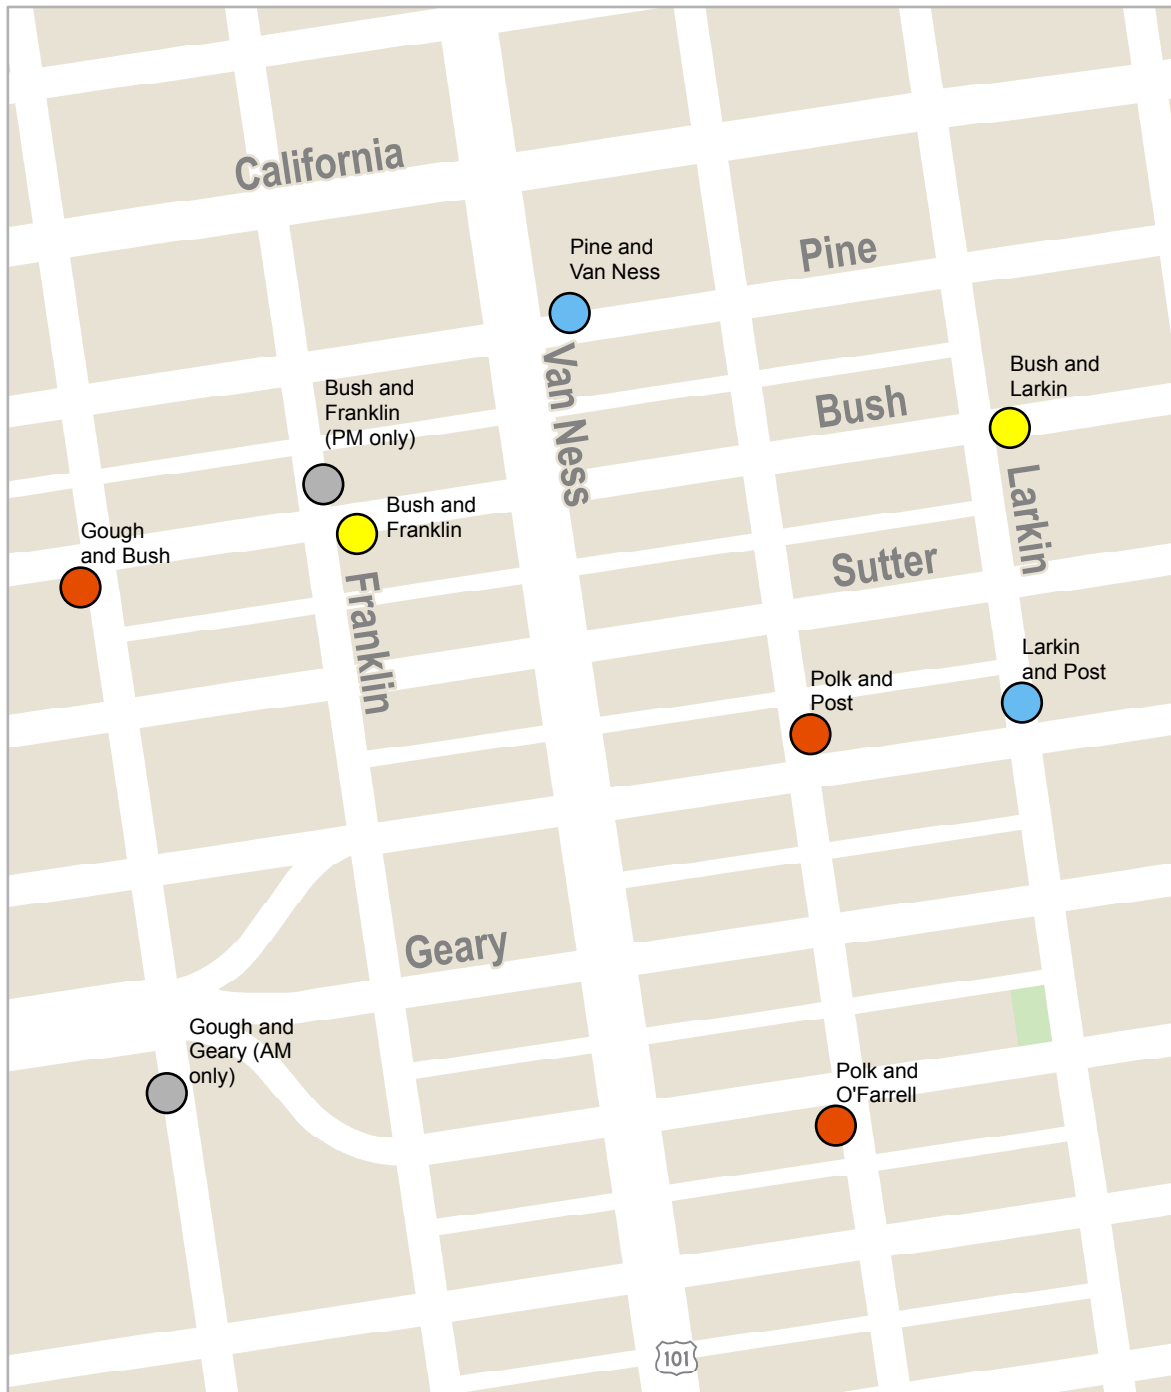 California
Pine
Pine and
Van Ness
Van Ness
Bush and
Larkin
Bush and
Franklin
(PM only)
Bush
Larkin
Bush and
Franklin
Gough
and Bush
Sutter
Franklin
Larkin
and Post
Polk and
Post
Geary
Gough and
Geary (AM
only)
Polk and
O'Farrell
101